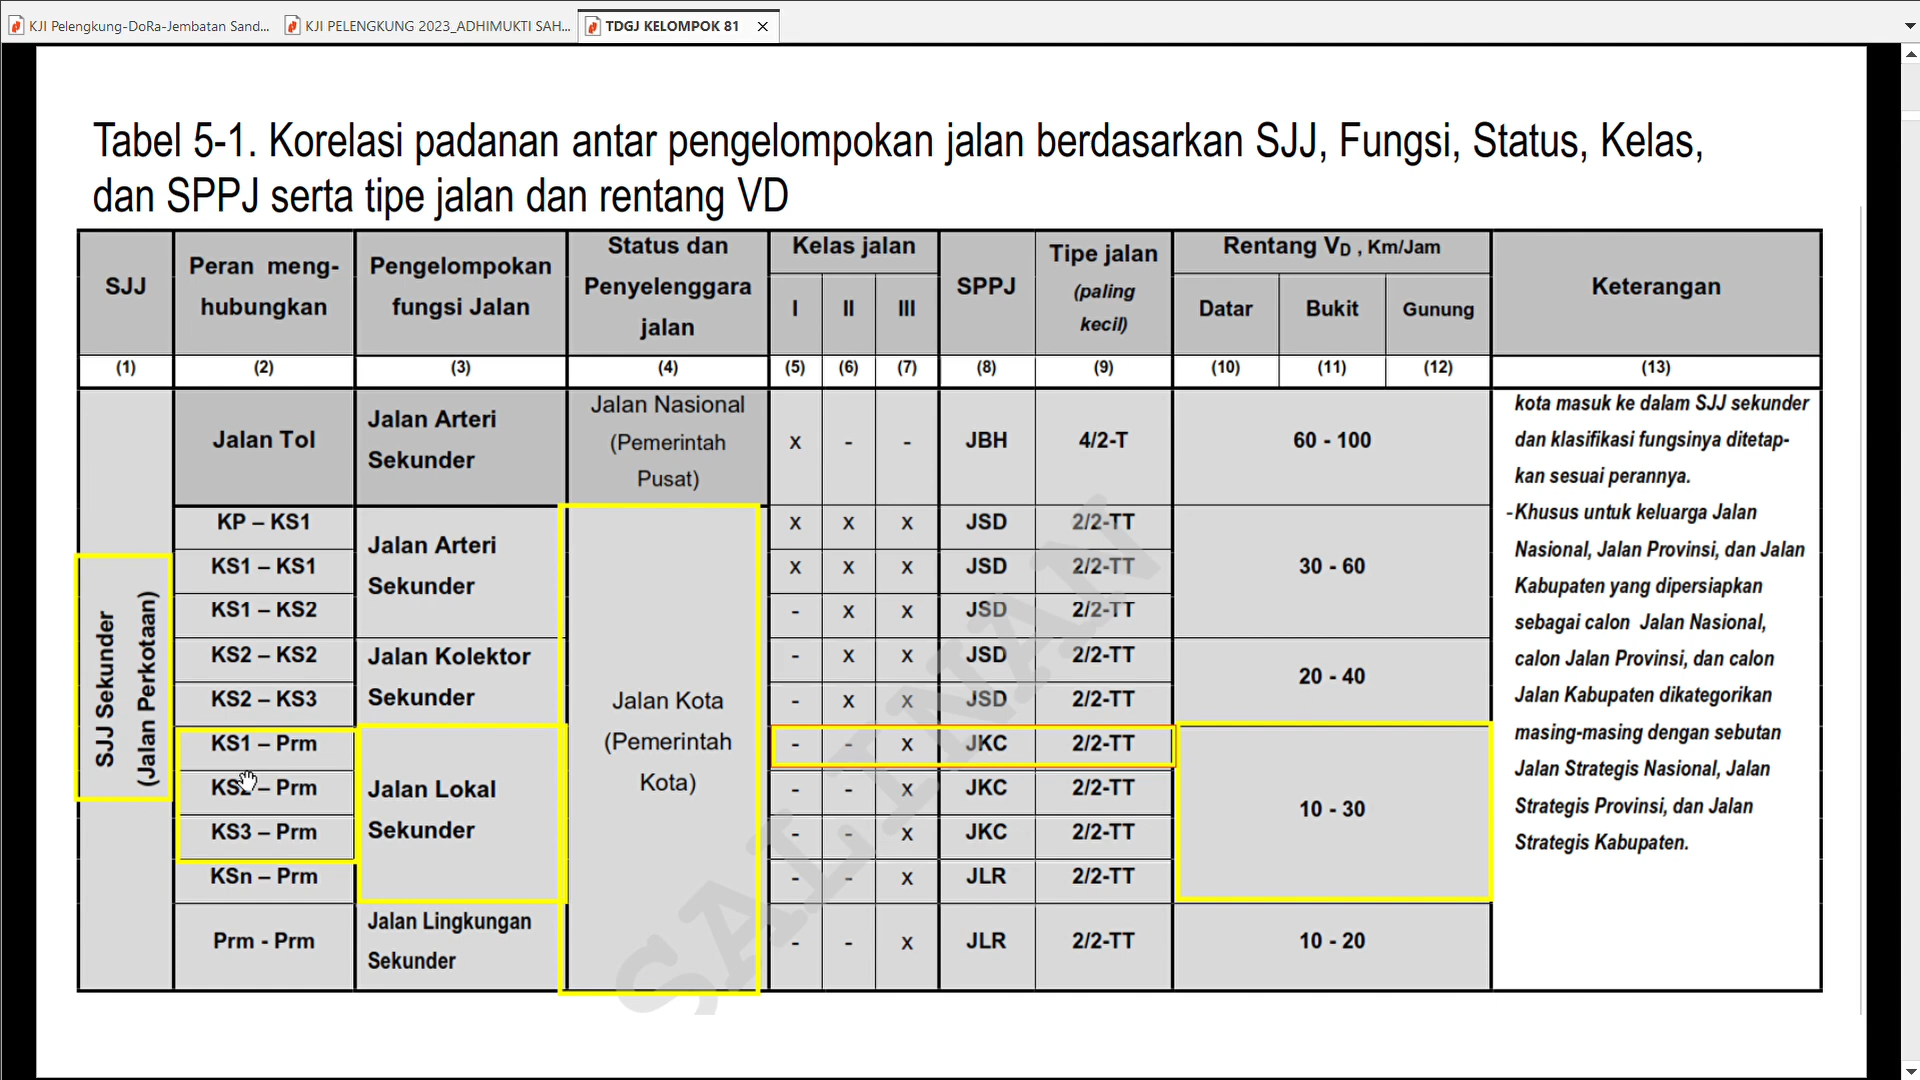 KJI Pelengkung-DoRa-Jembatan Sand...
KJI PELENGKUNG 2023_ADHIMUKTI SAH...
TDGJ KELOMPOK 81
Tabel 5-1. Korelasi padanan antar pengelompokan jalan berdasarkan SJJ, Fungsi, Status, Kelas,
dan SPPJ serta tipe jalan dan rentang VD
SJJ
Peran meng-
hubungkan
Pengelompokan
fungsi Jalan
Status dan
Penyelenggara
jalan
Kelas jalan
I II III
SPPJ
Tipe jalan
(paling
kecil)
Rentang VD , Km/Jam
Datar Bukit Gunung
Keterangan
(1) (2) (3) (4) (5) (6) (7) (8) (9) (10) (11) (12) (13)
SJJ Sekunder
(Jalan Perkotaan)
Jalan Tol
Jalan Arteri
Sekunder
Jalan Nasional
(Pemerintah
Pusat)
x - - JBH 4/2-T 60 - 100
KP – KS1
x x x JSD 2/2-TT
Jalan Arteri
Sekunder
KS1 – KS1
x x x JSD 2/2-TT
30 - 60
KS1 – KS2
- x x JSD 2/2-TT
KS2 – KS2
Jalan Kolektor
Sekunder
- x x JSD 2/2-TT
20 - 40
KS2 – KS3
- x x JSD 2/2-TT
Jalan Kota
(Pemerintah
Kota)
KS1 – Prm
- - x JKC 2/2-TT
KS2 – Prm
Jalan Lokal
Sekunder
- - x JKC 2/2-TT
10 - 30
KS3 – Prm
- - x JKC 2/2-TT
KSn – Prm
- - x JLR 2/2-TT
Prm - Prm
Jalan Lingkungan
Sekunder
- - x JLR 2/2-TT 10 - 20
kota masuk ke dalam SJJ sekunder
dan klasifikasi fungsinya ditetap-
kan sesuai perannya.
-Khusus untuk keluarga Jalan
Nasional, Jalan Provinsi, dan Jalan
Kabupaten yang dipersiapkan
sebagai calon Jalan Nasional,
calon Jalan Provinsi, dan calon
Jalan Kabupaten dikategorikan
masing-masing dengan sebutan
Jalan Strategis Nasional, Jalan
Strategis Provinsi, dan Jalan
Strategis Kabupaten.
SALINAN